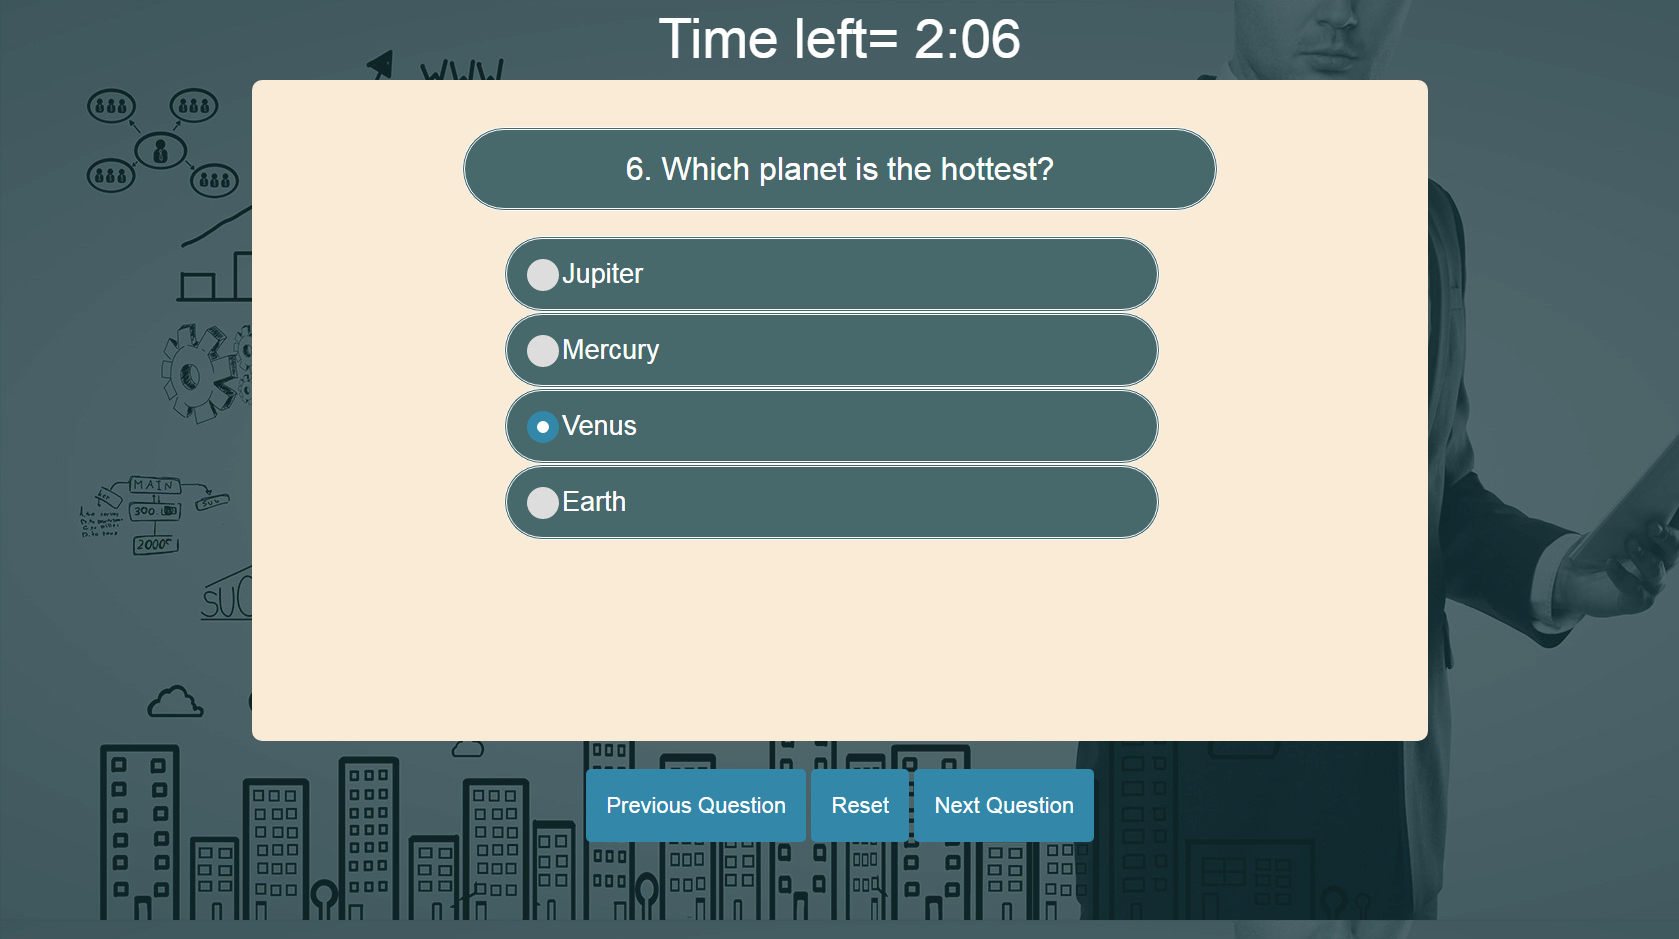 Time left= 2:06
WWW
6. Which planet is the hottest?
Jupiter
Mercury
Venus
Earth
MAIN
300
2000
SUC
Previous Question
Reset
Next Question